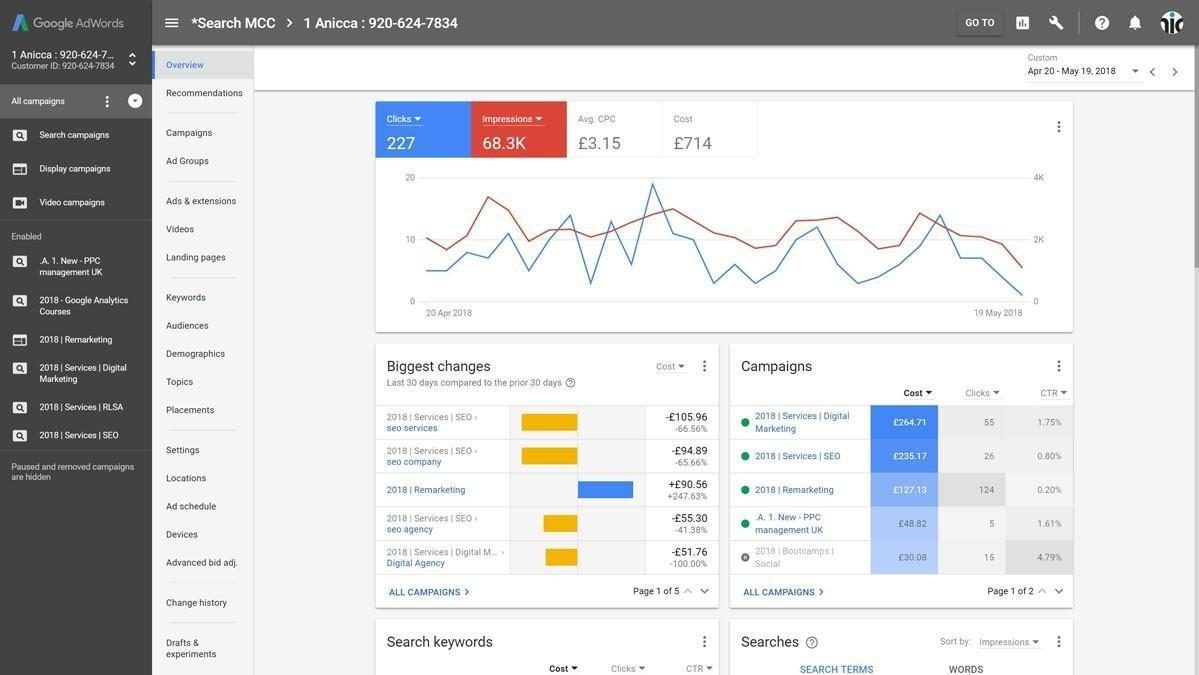 Google AdWords
*Search MCC > 1 Anicca : 920-624-7834
GO TO
1 Anicca : 920-624-7...
Customer ID: 920-624-7834
All campaigns
Search campaigns
Display campaigns
Video campaigns
Enabled
.A. 1. New - PPC
management UK
2018 - Google Analytics
Courses
2018 | Remarketing
2018 | Services | Digital
Marketing
2018 | Services | RLSA
2018 | Services | SEO
Paused and removed campaigns
are hidden
Overview
Recommendations
Campaigns
Ad Groups
Ads & extensions
Videos
Landing pages
Keywords
Audiences
Demographics
Topics
Placements
Settings
Locations
Ad schedule
Devices
Advanced bid adj.
Change history
Drafts &
experiments
Custom
Apr 20 - May 19, 2018
Clicks
227
Impressions
68.3K
Avg. CPC
£3.15
Cost
£714
20
10
0
4K
2K
0
20 Apr 2018
19 May 2018
Biggest changes
Cost
Last 30 days compared to the prior 30 days
2018 | Services | SEO ›
seo services
-£105.96
-66.56%
2018 | Services | SEO ›
seo company
-£94.89
-65.66%
2018 | Remarketing
+£90.56
+247.63%
2018 | Services | SEO ›
seo agency
-£55.30
-41.38%
2018 | Services | Digital M... ›
Digital Agency
-£51.76
-100.00%
ALL CAMPAIGNS
Page 1 of 5
Campaigns
Cost Clicks CTR
2018 | Services | Digital
Marketing
£264.71 55 1.75%
2018 | Services | SEO £235.17 26 0.80%
2018 | Remarketing £127.13 124 0.20%
.A. 1. New - PPC
management UK
£48.82 5 1.61%
2018 | Bootcamps |
Social
£30.08 15 4.79%
ALL CAMPAIGNS
Page 1 of 2
Search keywords
Cost Clicks CTR
Searches
Sort by: Impressions
SEARCH TERMS WORDS